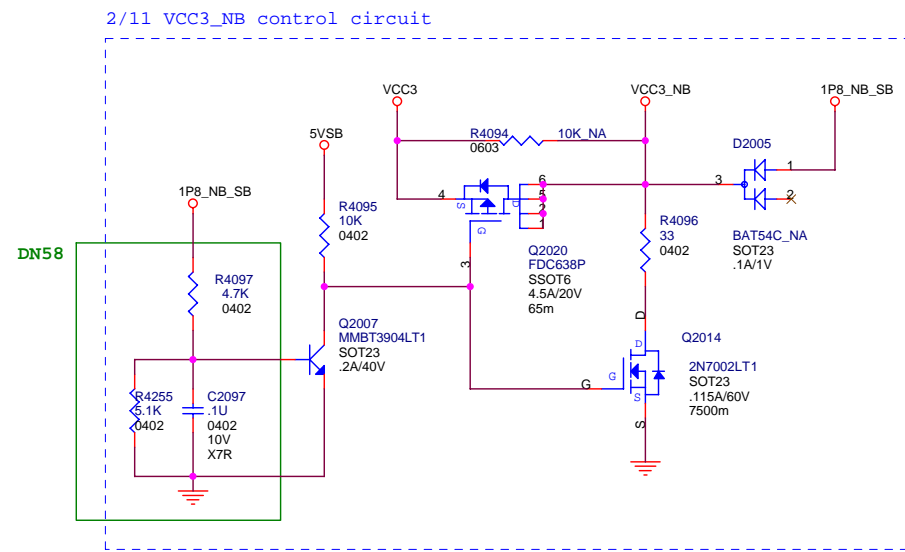 2/11 VCC3_NB control circuit
VCC3
VCC3_NB
1P8_NB_SB
5VSB
R4094
0603
10K_NA
D2005
1
2
3
1P8_NB_SB
R4095
10K
0402
4
S
D
G
6
5
2
1
3
Q2020
FDC638P
SSOT6
4.5A/20V
65m
R4096
33
0402
BAT54C_NA
SOT23
.1A/1V
DN58
R4097
4.7K
0402
Q2007
MMBT3904LT1
SOT23
.2A/40V
D
D
G
G
S
S
Q2014
2N7002LT1
SOT23
.115A/60V
7500m
R4255
5.1K
0402
C2097
.1U
0402
10V
X7R